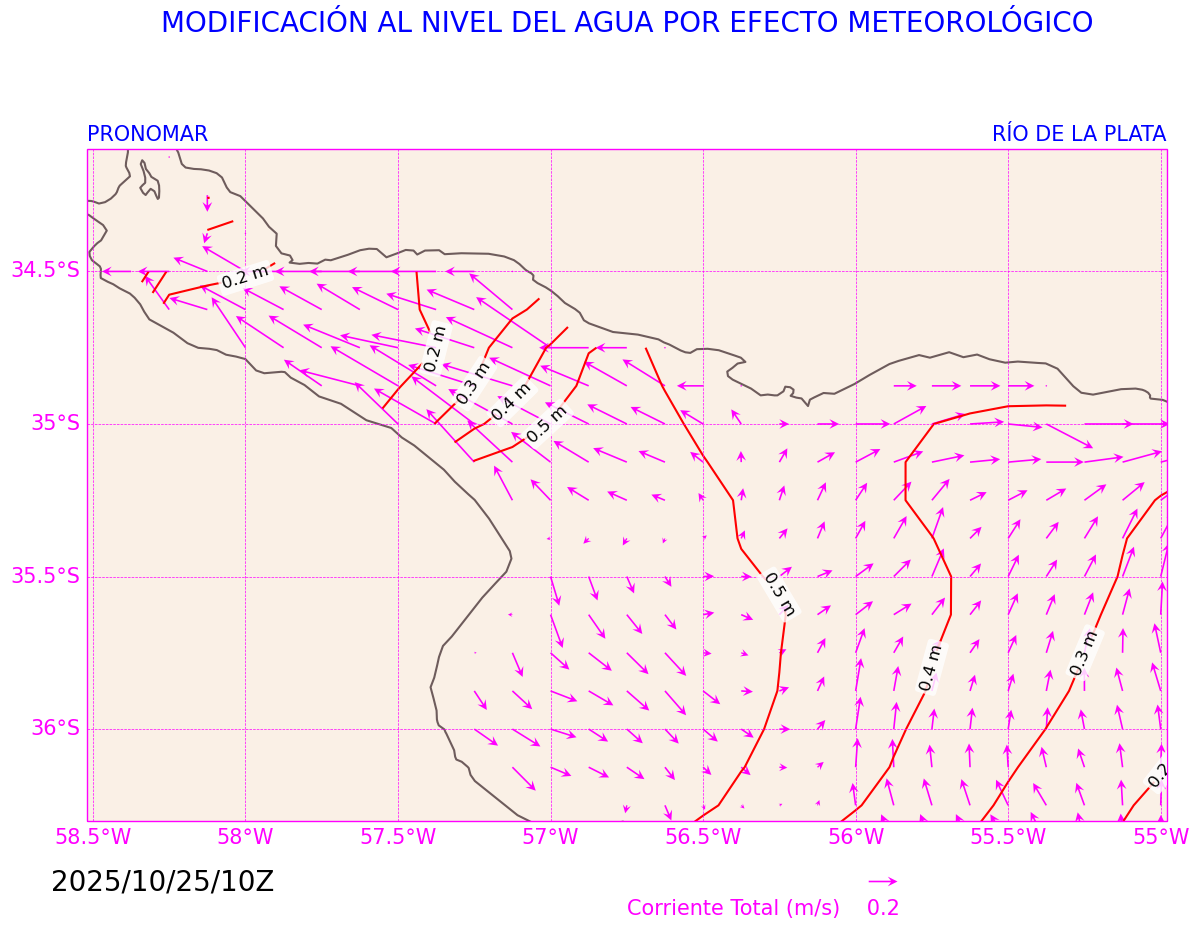 MODIFICACIÓN AL NIVEL DEL AGUA POR EFECTO METEOROLÓGICO
PRONOMAR
RÍO DE LA PLATA
34.5°S
35°S
35.5°S
36°S
0.2 m
0.2 m
0.3 m
0.4 m
0.5 m
0.5 m
0.4 m
0.3 m
0.2
58.5°W
58°W
57.5°W
57°W
56.5°W
56°W
55.5°W
55°W
2025/10/25/10Z
Corriente Total (m/s)
0.2